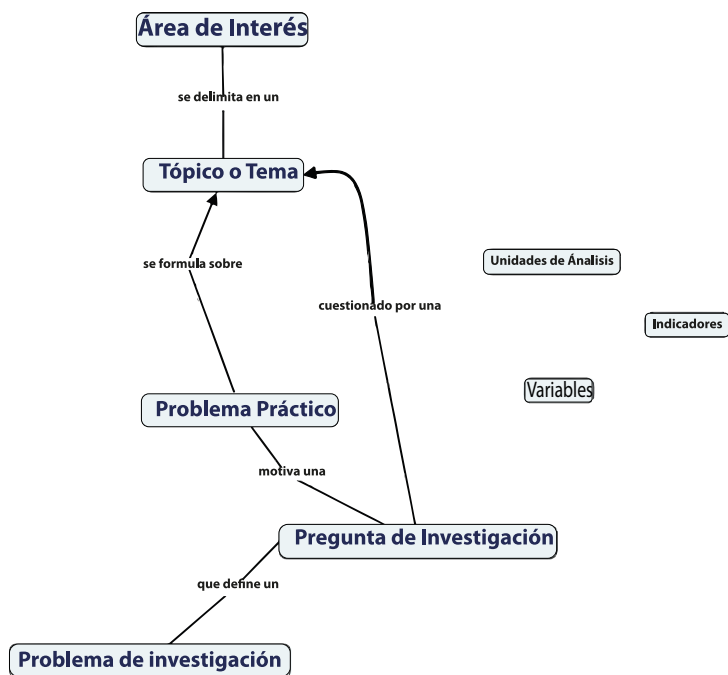 Área de Interés
se delimita en un
Tópico o Tema
se formula sobre
Unidades de Ánalisis
cuestionado por una
Indicadores
Variables
Problema Práctico
motiva una
Pregunta de Investigación
que define un
Problema de investigación